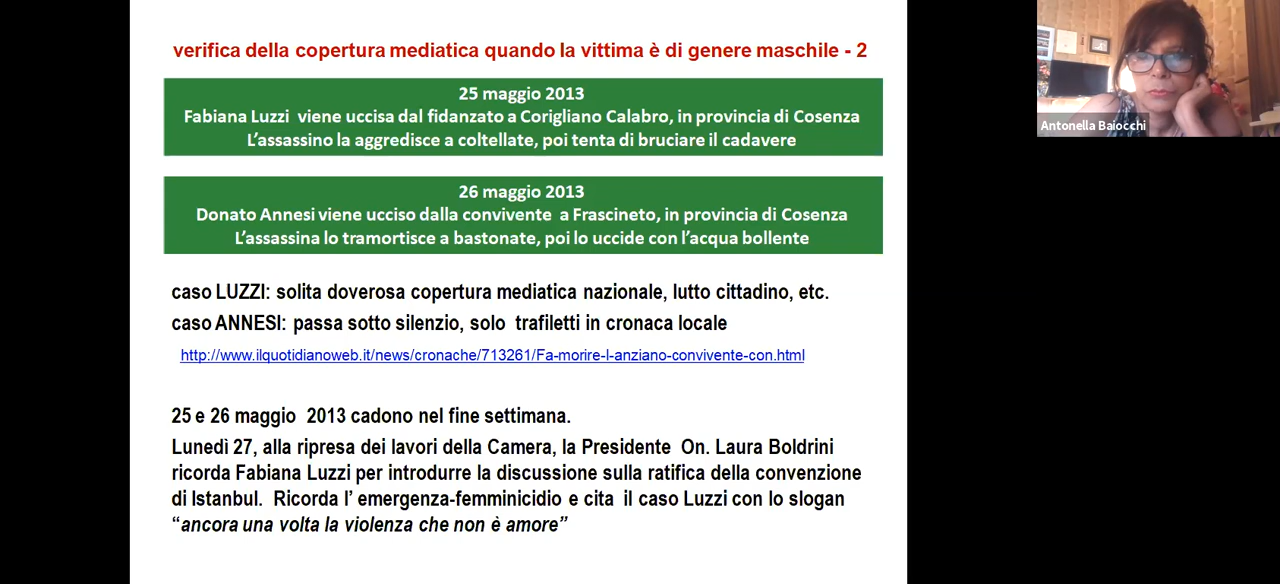 verifica della copertura mediatica quando la vittima è di genere maschile - 2
25 maggio 2013
Fabiana Luzzi viene uccisa dal fidanzato a Corigliano Calabro, in provincia di Cosenza
L'assassino la aggredisce a coltellate, poi tenta di bruciare il cadavere
26 maggio 2013
Donato Annesi viene ucciso dalla convivente a Frascineto, in provincia di Cosenza
L'assassina lo tramortisce a bastonate, poi lo uccide con l'acqua bollente
caso LUZZI: solita doverosa copertura mediatica nazionale, lutto cittadino, etc.
caso ANNESI: passa sotto silenzio, solo trafiletti in cronaca locale
http://www.ilquotidianoweb.it/news/cronache/713261/Fa-morire-l-anziano-convivente-con.html
25 e 26 maggio 2013 cadono nel fine settimana.
Lunedì 27, alla ripresa dei lavori della Camera, la Presidente On. Laura Boldrini
ricorda Fabiana Luzzi per introdurre la discussione sulla ratifica della convenzione
di Istanbul. Ricorda l' emergenza-femminicidio e cita il caso Luzzi con lo slogan
"ancora una volta la violenza che non è amore"
Antonella Baiocchi